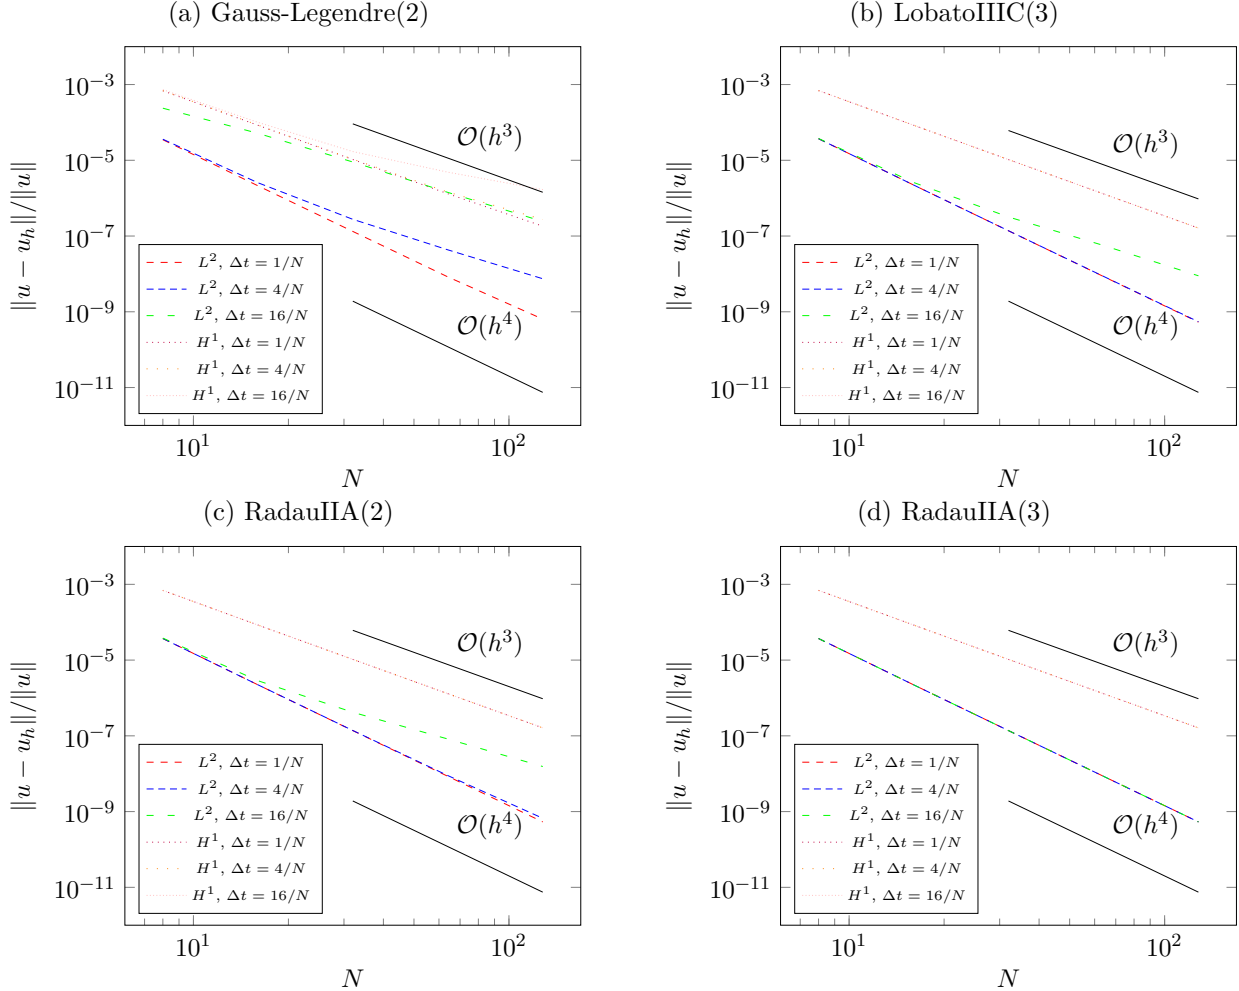 (a) Gauss-Legendre(2)
10^{-3}
10^{-5}
10^{-7}
10^{-9}
10^{-11}
‖u − u_h‖/‖u‖
O(h^3)
O(h^4)
L^2, Δt = 1/N
L^2, Δt = 4/N
L^2, Δt = 16/N
H^1, Δt = 1/N
H^1, Δt = 4/N
H^1, Δt = 16/N
10^1
10^2
N
(b) LobatoIIIC(3)
10^{-3}
10^{-5}
10^{-7}
10^{-9}
10^{-11}
‖u − u_h‖/‖u‖
O(h^3)
O(h^4)
L^2, Δt = 1/N
L^2, Δt = 4/N
L^2, Δt = 16/N
H^1, Δt = 1/N
H^1, Δt = 4/N
H^1, Δt = 16/N
10^1
10^2
N
(c) RadauIIA(2)
10^{-3}
10^{-5}
10^{-7}
10^{-9}
10^{-11}
‖u − u_h‖/‖u‖
O(h^3)
O(h^4)
L^2, Δt = 1/N
L^2, Δt = 4/N
L^2, Δt = 16/N
H^1, Δt = 1/N
H^1, Δt = 4/N
H^1, Δt = 16/N
10^1
10^2
N
(d) RadauIIA(3)
10^{-3}
10^{-5}
10^{-7}
10^{-9}
10^{-11}
‖u − u_h‖/‖u‖
O(h^3)
O(h^4)
L^2, Δt = 1/N
L^2, Δt = 4/N
L^2, Δt = 16/N
H^1, Δt = 1/N
H^1, Δt = 4/N
H^1, Δt = 16/N
10^1
10^2
N